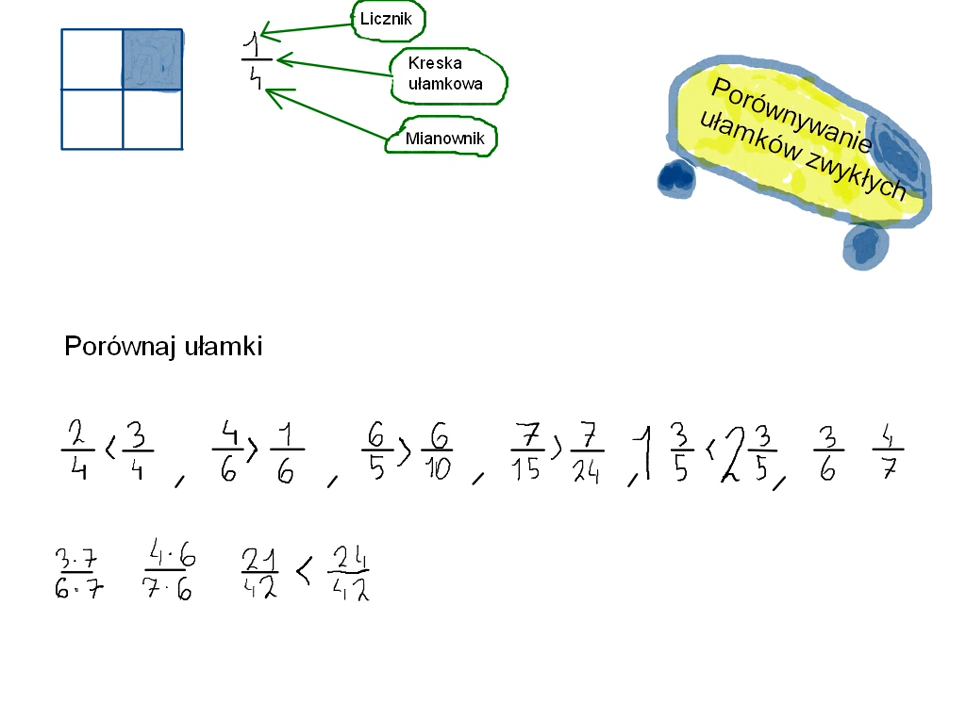 Licznik
1/4
Kreska
ułamkowa
Mianownik
Porównywanie
ułamków zwykłych
Porównaj ułamki
2/4 < 3/4 , 4/6 > 1/6 , 6/5 > 6/10 , 7/15 > 7/24 , 1 3/5 < 2 3/5 , 3/6 4/7
3·7/6·7 4·6/7·6 21/42 < 24/42